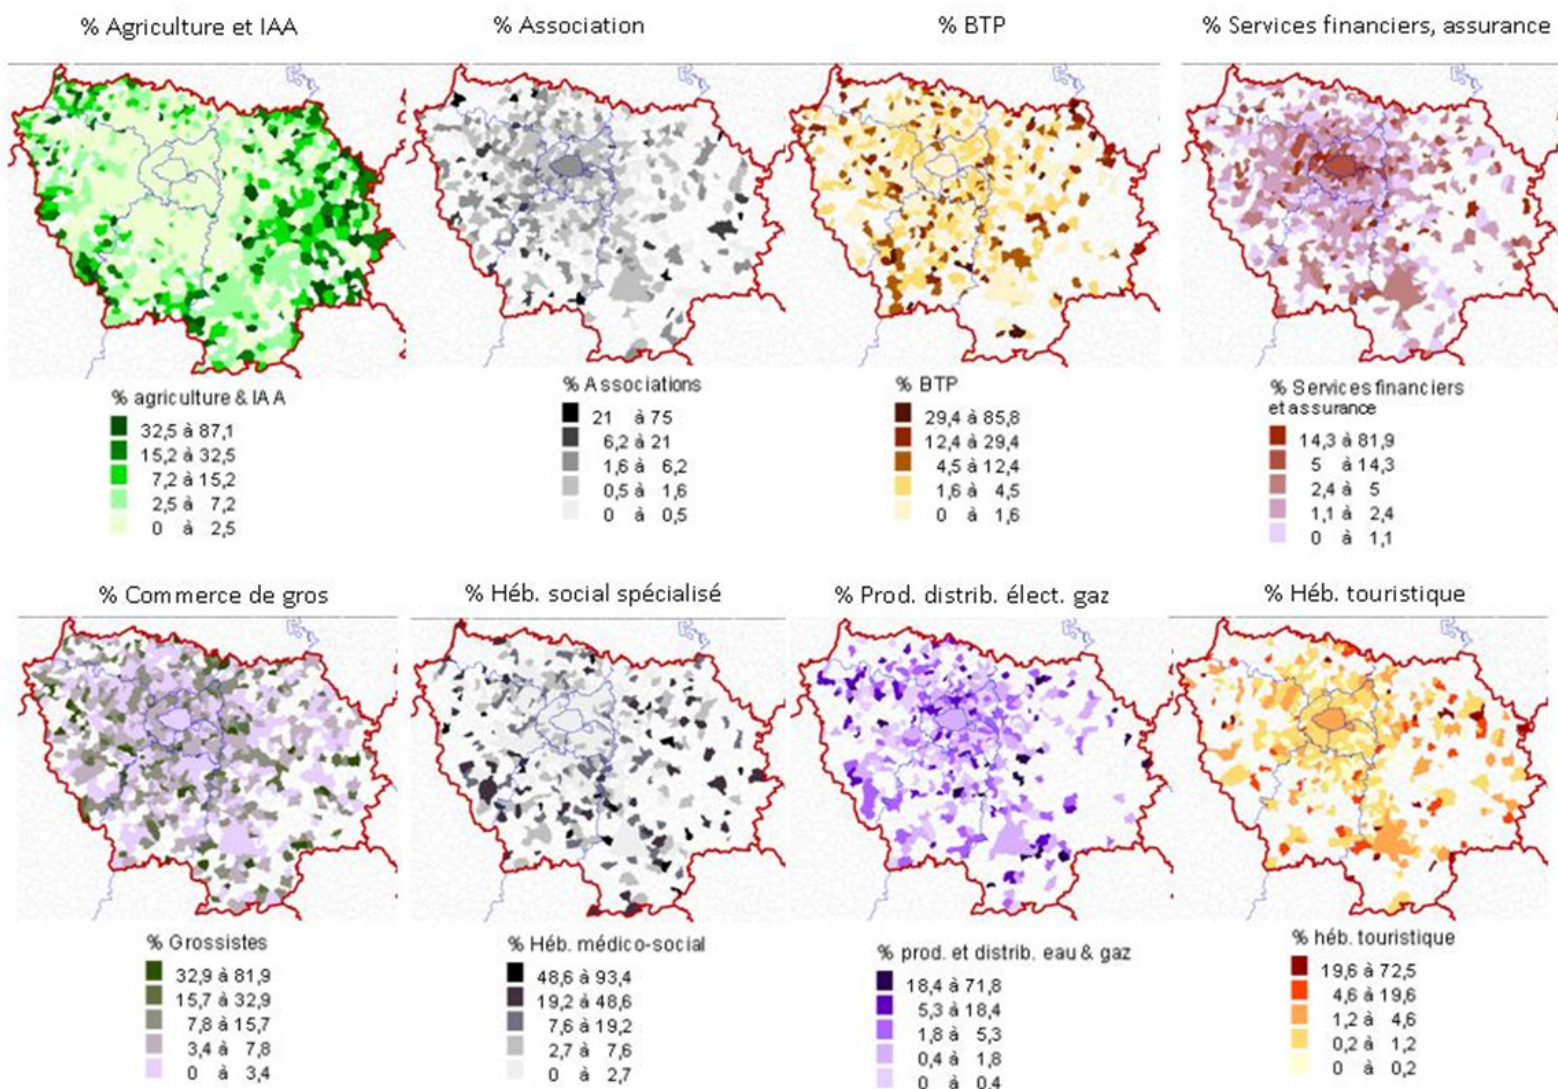 % Agriculture et IAA
% Association
% BTP
% Services financiers, assurance
% agriculture & IAA
32,5 à 87,1
15,2 à 32,5
7,2 à 15,2
2,5 à 7,2
0 à 2,5
% Associations
21 à 75
6,2 à 21
1,6 à 6,2
0,5 à 1,6
0 à 0,5
% BTP
29,4 à 85,8
12,4 à 29,4
4,5 à 12,4
1,6 à 4,5
0 à 1,6
% Services financiers
et assurance
14,3 à 81,9
5 à 14,3
2,4 à 5
1,1 à 2,4
0 à 1,1
% Commerce de gros
% Héb. social spécialisé
% Prod. distrib. élect. gaz
% Héb. touristique
% Grossistes
32,9 à 81,9
15,7 à 32,9
7,8 à 15,7
3,4 à 7,8
0 à 3,4
% Héb. médico-social
48,6 à 93,4
19,2 à 48,6
7,6 à 19,2
2,7 à 7,6
0 à 2,7
% prod. et distrib. eau & gaz
18,4 à 71,8
5,3 à 18,4
1,8 à 5,3
0,4 à 1,8
0 à 0,4
% héb. touristique
19,6 à 72,5
4,6 à 19,6
1,2 à 4,6
0,2 à 1,2
0 à 0,2